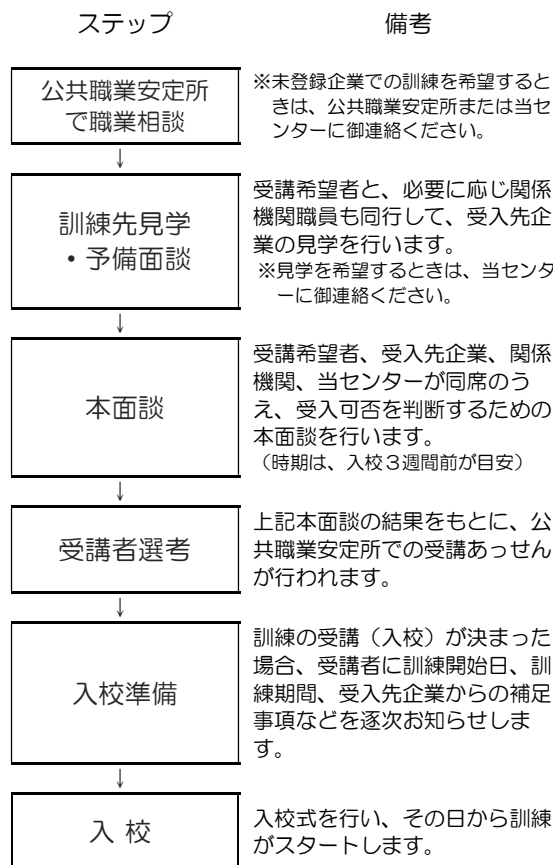 ステップ
備考
公共職業安定所
で職業相談
※未登録企業での訓練を希望すると
きは、公共職業安定所または当セ
ンターに御連絡ください。
↓
訓練先見学
・予備面談
受講希望者と、必要に応じ関係
機関職員も同行して、受入先企
業の見学を行います。
※見学を希望するときは、当センタ
ーに御連絡ください。
↓
本面談
受講希望者、受入先企業、関係
機関、当センターが同席のう
え、受入可否を判断するための
本面談を行います。
（時期は、入校３週間前が目安）
↓
受講者選考
上記本面談の結果をもとに、公
共職業安定所での受講あっせん
が行われます。
↓
入校準備
訓練の受講（入校）が決まった
場合、受講者に訓練開始日、訓
練期間、受入先企業からの補足
事項などを逐次お知らせしま
す。
↓
入 校
入校式を行い、その日から訓練
がスタートします。